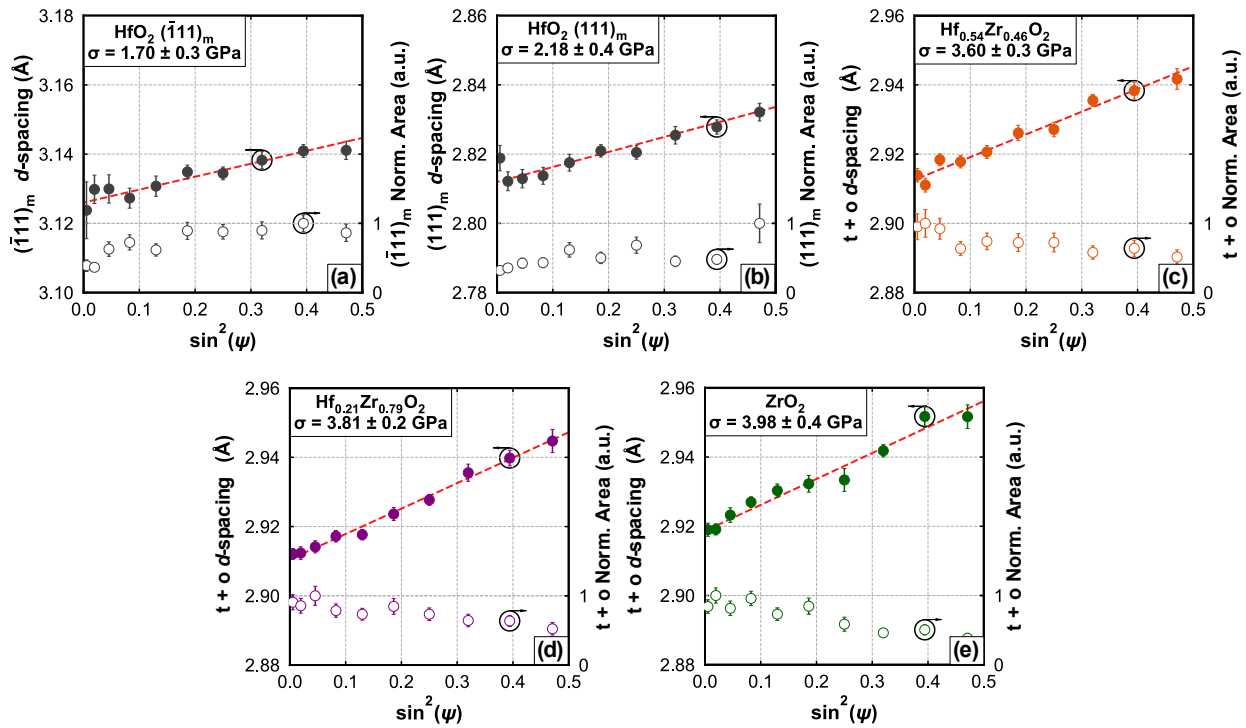 HfO₂ (1̄11)ₘ
σ = 1.70 ± 0.3 GPa
(1̄11)ₘ d-spacing (Å)
3.18
3.16
3.14
3.12
3.10
0.0 0.1 0.2 0.3 0.4 0.5
sin²(ψ)
1
0
(1̄11)ₘ Norm. Area (a.u.)
(a)
HfO₂ (111)ₘ
σ = 2.18 ± 0.4 GPa
(111)ₘ d-spacing (Å)
2.86
2.84
2.82
2.80
2.78
0.0 0.1 0.2 0.3 0.4 0.5
sin²(ψ)
1
0
(111)ₘ Norm. Area (a.u.)
(b)
Hf₀.₅₄Zr₀.₄₆O₂
σ = 3.60 ± 0.3 GPa
t + o d-spacing (Å)
2.96
2.94
2.92
2.90
2.88
0.0 0.1 0.2 0.3 0.4 0.5
sin²(ψ)
1
0
t + o Norm. Area (a.u.)
(c)
Hf₀.₂₁Zr₀.₇₉O₂
σ = 3.81 ± 0.2 GPa
t + o d-spacing (Å)
2.96
2.94
2.92
2.90
2.88
0.0 0.1 0.2 0.3 0.4 0.5
sin²(ψ)
1
0
t + o Norm. Area (a.u.)
(d)
ZrO₂
σ = 3.98 ± 0.4 GPa
t + o d-spacing (Å)
2.96
2.94
2.92
2.90
2.88
0.0 0.1 0.2 0.3 0.4 0.5
sin²(ψ)
1
0
t + o Norm. Area (a.u.)
(e)